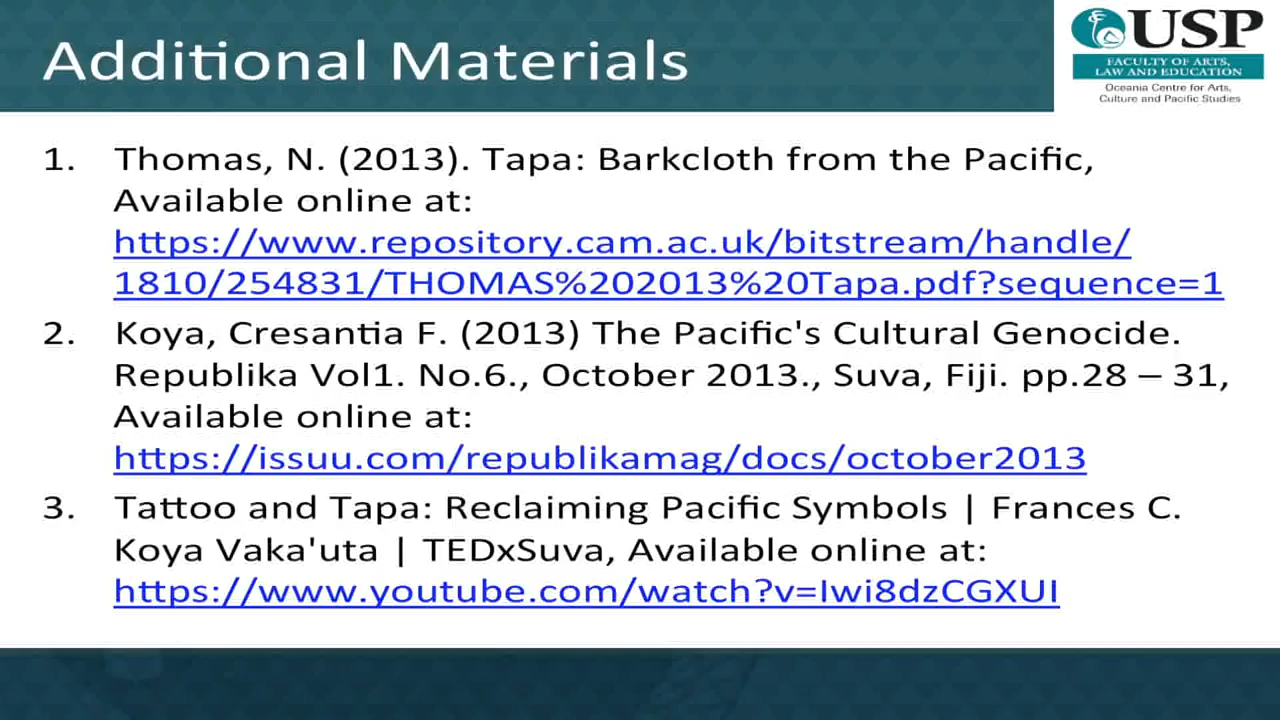 Additional Materials
USP
FACULTY OF ARTS,
LAW AND EDUCATION
Oceania Centre for Arts,
Culture and Pacific Studies
1. Thomas, N. (2013). Tapa: Barkcloth from the Pacific,
Available online at:
https://www.repository.cam.ac.uk/bitstream/handle/
1810/254831/THOMAS%202013%20Tapa.pdf?sequence=1
2. Koya, Cresantia F. (2013) The Pacific's Cultural Genocide.
Republika Vol1. No.6., October 2013., Suva, Fiji. pp.28 – 31,
Available online at:
https://issuu.com/republikamag/docs/october2013
3. Tattoo and Tapa: Reclaiming Pacific Symbols | Frances C.
Koya Vaka'uta | TEDxSuva, Available online at:
https://www.youtube.com/watch?v=Iwi8dzCGXUI